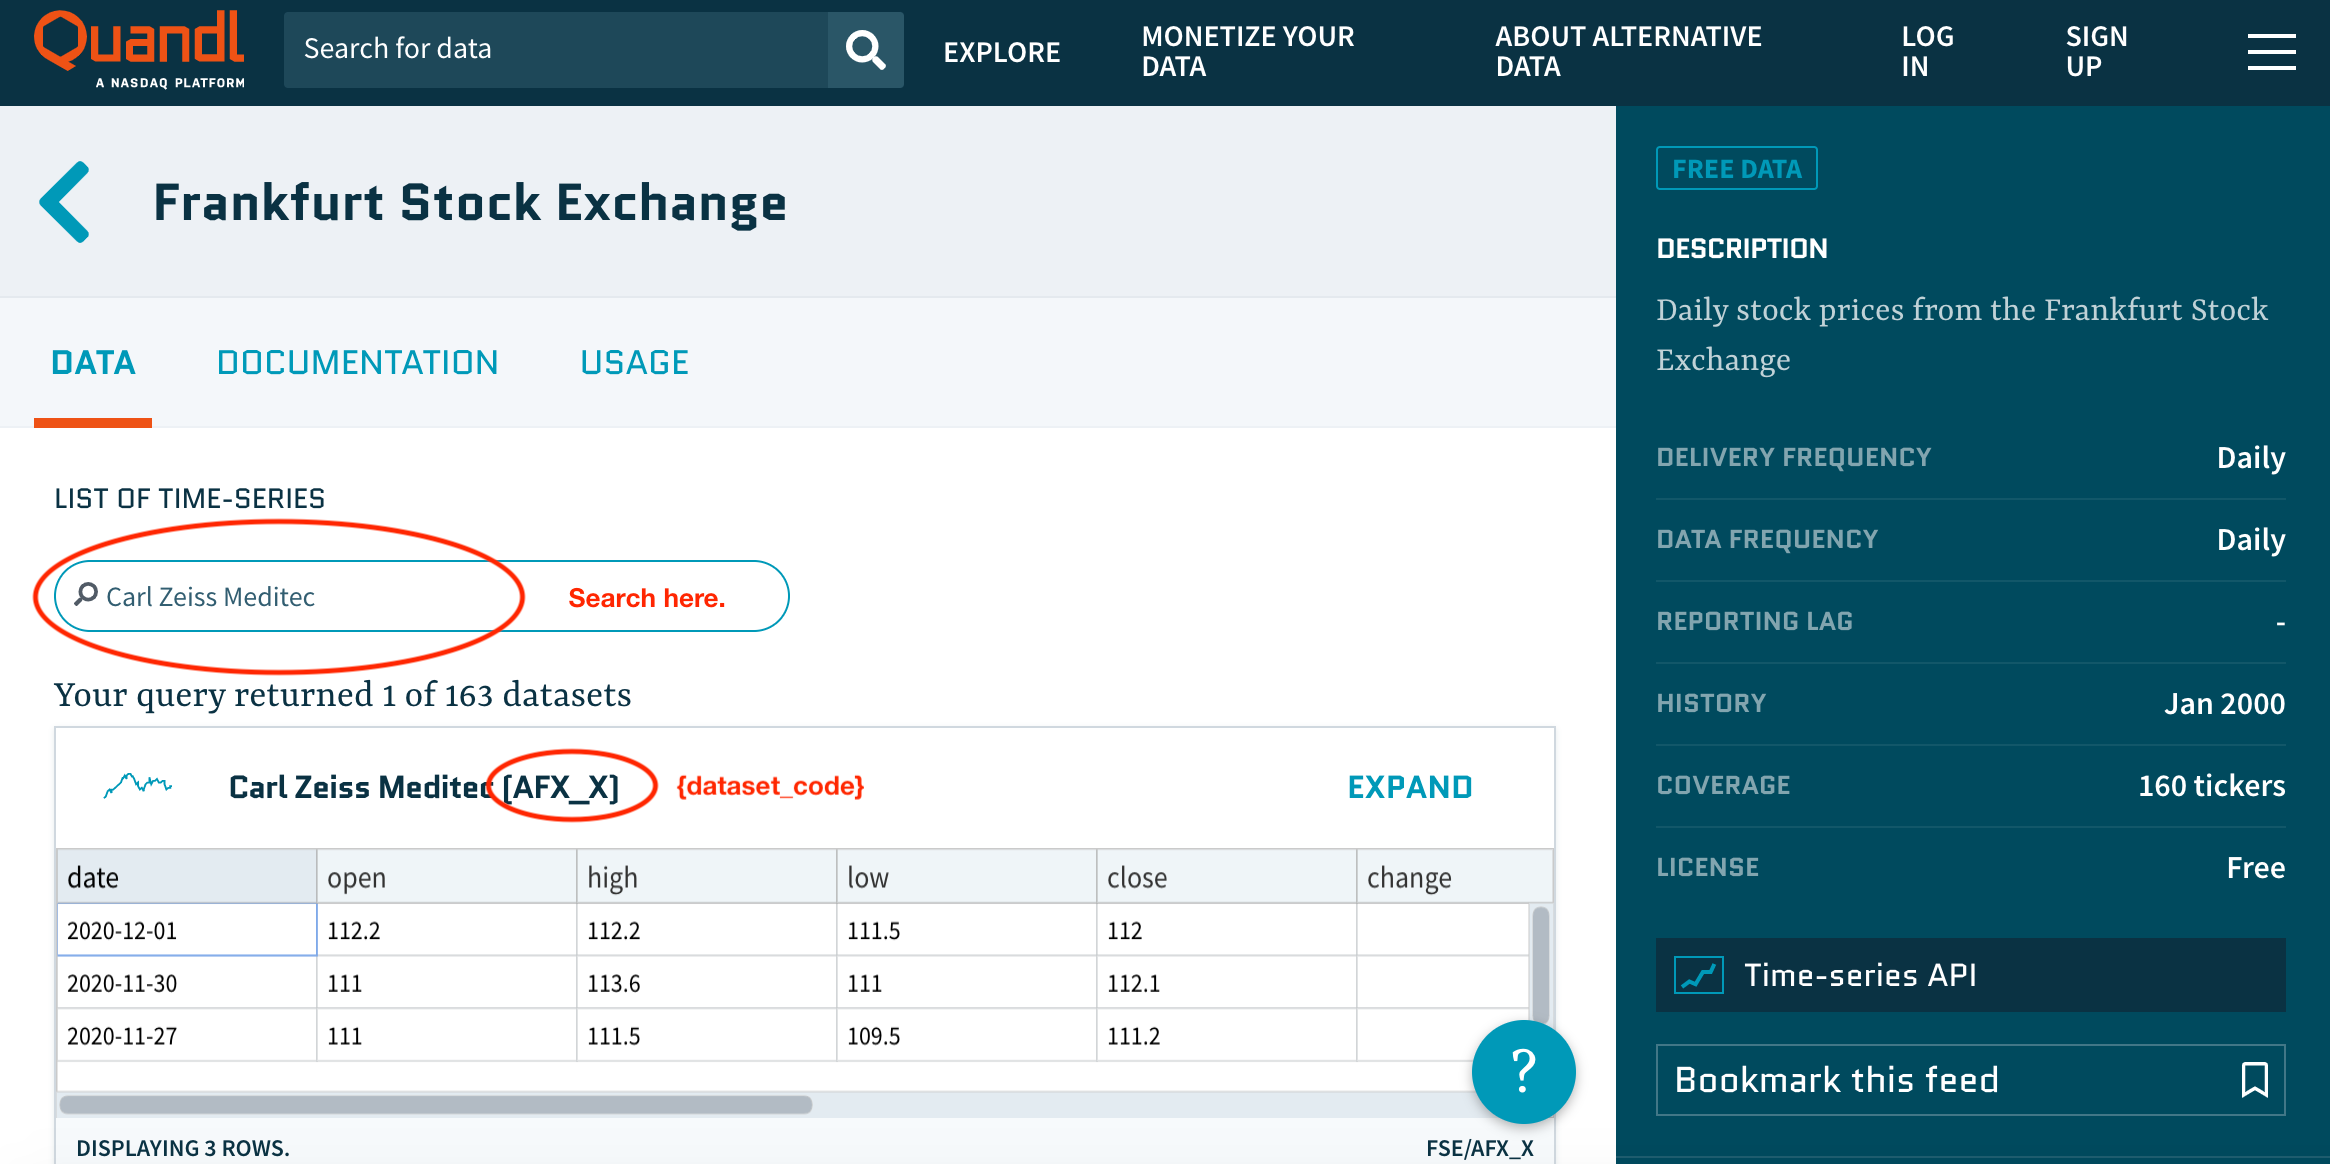 Quandl
A NASDAQ PLATFORM
Search for data
EXPLORE
MONETIZE YOUR
DATA
ABOUT ALTERNATIVE
DATA
LOG
IN
SIGN
UP
Frankfurt Stock Exchange
DATA DOCUMENTATION USAGE
LIST OF TIME-SERIES
Carl Zeiss Meditec Search here.
Your query returned 1 of 163 datasets
Carl Zeiss Meditec [AFX_X] {dataset_code} EXPAND
date open high low close change
2020-12-01 112.2 112.2 111.5 112
2020-11-30 111 113.6 111 112.1
2020-11-27 111 111.5 109.5 111.2
?
DISPLAYING 3 ROWS. FSE/AFX_X
FREE DATA
DESCRIPTION
Daily stock prices from the Frankfurt Stock
Exchange
DELIVERY FREQUENCY Daily
DATA FREQUENCY Daily
REPORTING LAG -
HISTORY Jan 2000
COVERAGE 160 tickers
LICENSE Free
Time-series API
Bookmark this feed